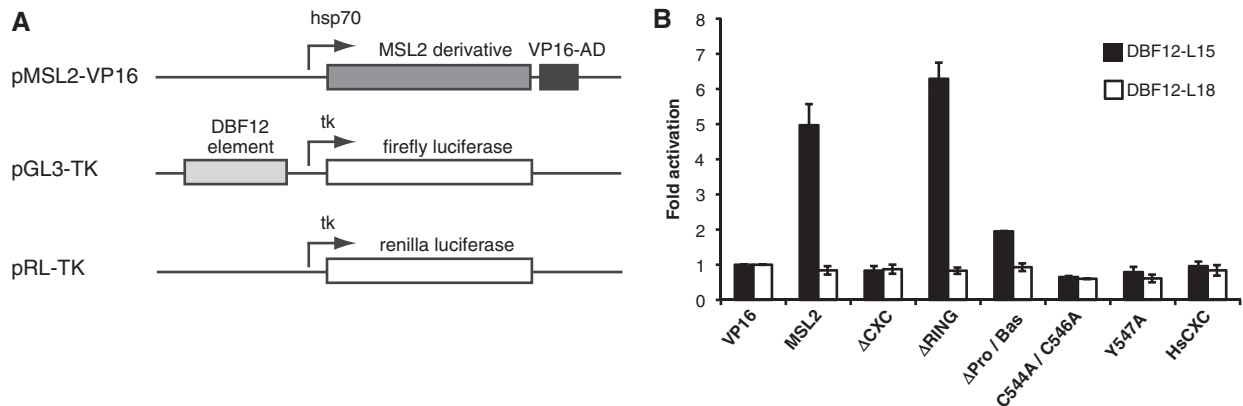 A
hsp70
pMSL2-VP16
MSL2 derivative
VP16-AD
DBF12
element
tk
pGL3-TK
firefly luciferase
tk
pRL-TK
renilla luciferase
B
Fold activation
8
7
6
5
4
3
2
1
0
DBF12-L15
DBF12-L18
VP16
MSL2
ΔCXC
ΔRING
ΔPro / Bas
C544A / C546A
Y547A
HsCXC